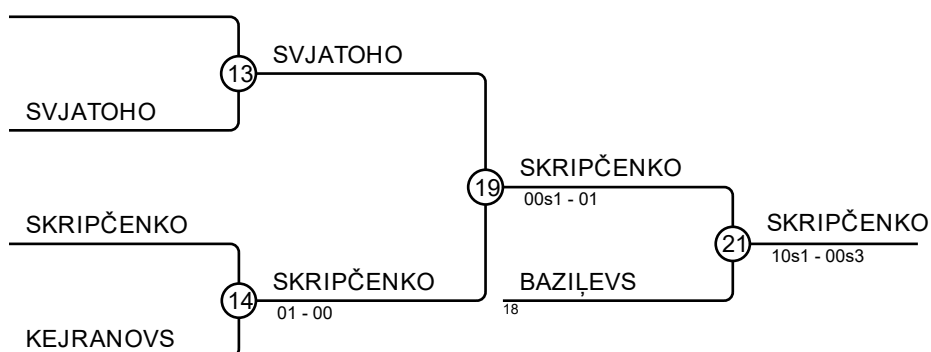 SVJATOHO
13
SVJATOHO
SKRIPČENKO
19
00s1 - 01
SKRIPČENKO
SKRIPČENKO
21
10s1 - 00s3
SKRIPČENKO
14
01 - 00
BAZIĻEVS
18
KEJRANOVS